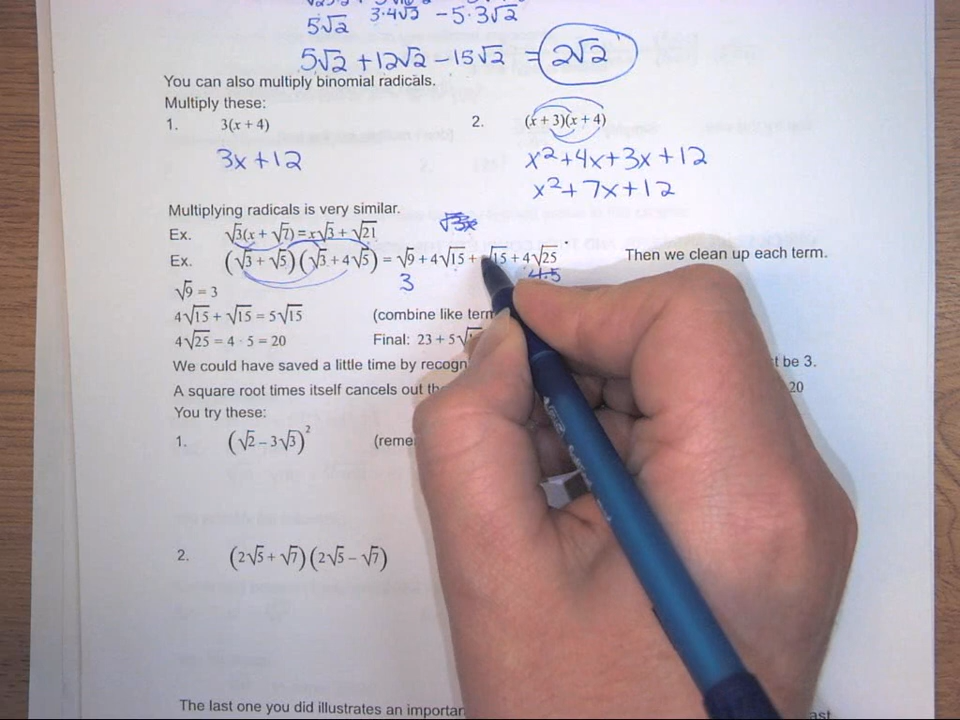 5√2 3·4√2 − 5·3√2
5√2 + 12√2 − 15√2 = 2√2
You can also multiply binomial radicals.
Multiply these:
1. 3(x + 4) 2. (x + 3)(x + 4)
3x + 12 x² + 4x + 3x + 12
x² + 7x + 12
Multiplying radicals is very similar.
√3x
Ex. √3(x + √7) = x√3 + √21
Ex. (√3 + √5)(√3 + 4√5) = √9 + 4√15 + √15 + 4√25 Then we clean up each term.
3 4·5
√9 = 3
4√15 + √15 = 5√15 (combine like
4√25 = 4 · 5 = 20 Final: 23 + 5
We could have saved a little time by be 3.
A square root times itself cancels out 20
You try these:
1. (√2 − 3√3)²
2. (2√5 + √7)(2√5 − √7)
The last one you did illustrates an